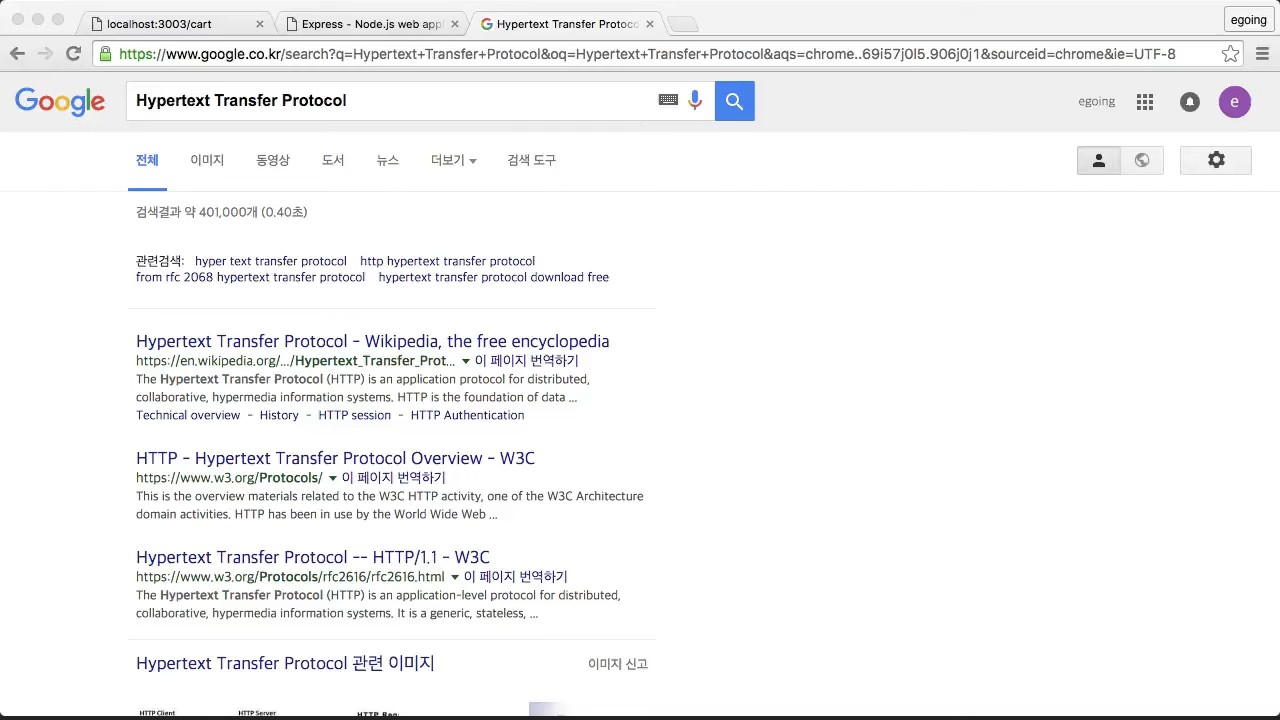 localhost:3003/cart
Express - Node.js web appl
Hypertext Transfer Protoco
egoing
https://www.google.co.kr/search?q=Hypertext+Transfer+Protocol&oq=Hypertext+Transfer+Protocol&aqs=chrome..69i57j0l5.906j0j1&sourceid=chrome&ie=UTF-8
Google
Hypertext Transfer Protocol
egoing
e
전체 이미지 동영상 도서 뉴스 더보기 검색 도구
검색결과 약 401,000개 (0.40초)
관련검색: hyper text transfer protocol http hypertext transfer protocol
from rfc 2068 hypertext transfer protocol hypertext transfer protocol download free
Hypertext Transfer Protocol - Wikipedia, the free encyclopedia
https://en.wikipedia.org/.../Hypertext_Transfer_Prot... 이 페이지 번역하기
The Hypertext Transfer Protocol (HTTP) is an application protocol for distributed,
collaborative, hypermedia information systems. HTTP is the foundation of data ...
Technical overview - History - HTTP session - HTTP Authentication
HTTP - Hypertext Transfer Protocol Overview - W3C
https://www.w3.org/Protocols/ 이 페이지 번역하기
This is the overview materials related to the W3C HTTP activity, one of the W3C Architecture
domain activities. HTTP has been in use by the World Wide Web ...
Hypertext Transfer Protocol -- HTTP/1.1 - W3C
https://www.w3.org/Protocols/rfc2616/rfc2616.html 이 페이지 번역하기
The Hypertext Transfer Protocol (HTTP) is an application-level protocol for distributed,
collaborative, hypermedia information systems. It is a generic, stateless, ...
Hypertext Transfer Protocol 관련 이미지
이미지 신고
HTTP Client HTTP Server HTTP Req